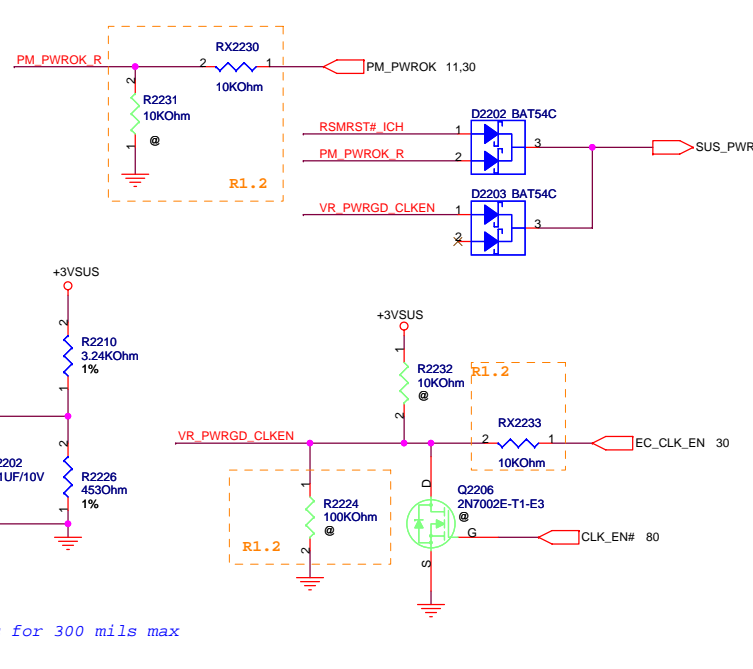 RX2230
PM_PWROK_R
2
1
PM_PWROK 11,30
10KOhm
2
R2231
10KOhm
@
1
R1.2
D2202 BAT54C
RSMRST#_ICH
1
3
PM_PWROK_R
2
SUS_PWR
D2203 BAT54C
VR_PWRGD_CLKEN
1
3
2
+3VSUS
2
R2210
3.24KOhm
1%
1
2
2202
1UF/10V
R2226
453Ohm
1%
1
+3VSUS
1
R2232
10KOhm
@
2
R1.2
RX2233
VR_PWRGD_CLKEN
2
1
EC_CLK_EN 30
10KOhm
1
R2224
100KOhm
@
2
R1.2
D
Q2206
2N7002E-T1-E3
@
G
S
CLK_EN# 80
for 300 mils max